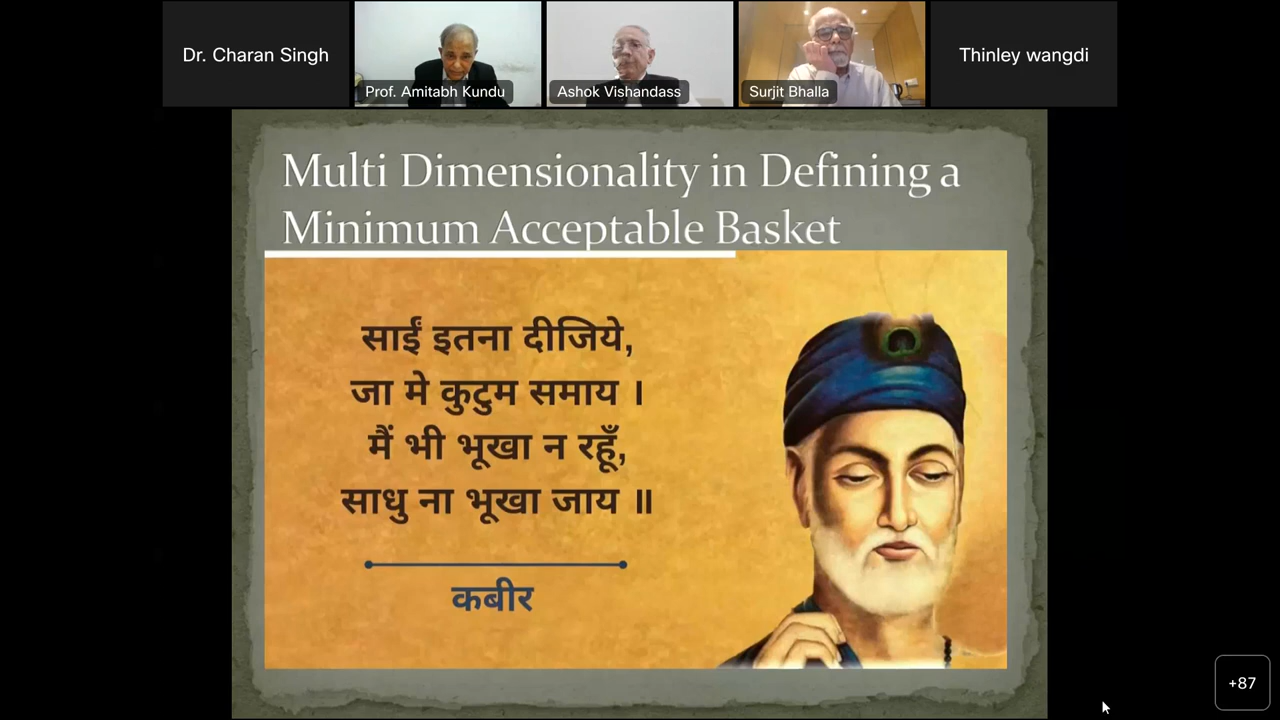 Dr. Charan Singh
Prof. Amitabh Kundu
Ashok Vishandass
Surjit Bhalla
Thinley wangdi
Multi Dimensionality in Defining a
Minimum Acceptable Basket
साईं इतना दीजिये,
जा मे कुटुम समाय ।
मैं भी भूखा न रहूँ,
साधु ना भूखा जाय ॥
कबीर
+87